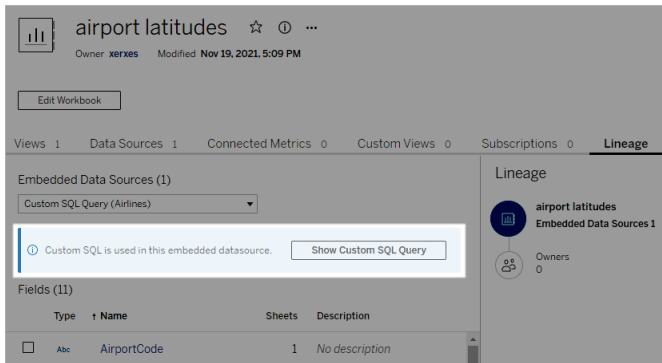 airport latitudes
Owner xerxes Modified Nov 19, 2021, 5:09 PM
Edit Workbook
Views 1 Data Sources 1 Connected Metrics 0 Custom Views 0 Subscriptions 0 Lineage
Embedded Data Sources (1)
Custom SQL Query (Airlines)
Custom SQL is used in this embedded datasource. Show Custom SQL Query
Fields (11)
Type ↑ Name Sheets Description
Abc AirportCode 1 No description
Lineage
airport latitudes
Embedded Data Sources 1
Owners
0